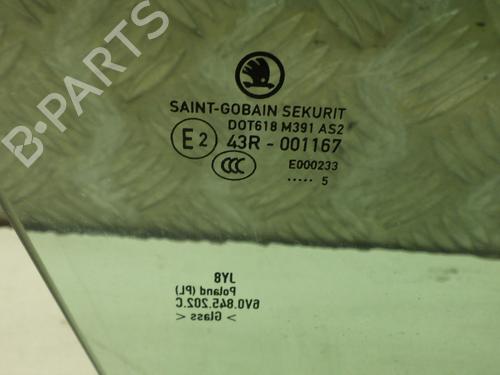 B-PARTS
SAINT-GOBAIN SEKURIT
DOT618 M391 AS2
E2 43R - 001167
CCC E000233
..... 5
JY8
Poland (PL)
6V0.845.202.C
> Glass <